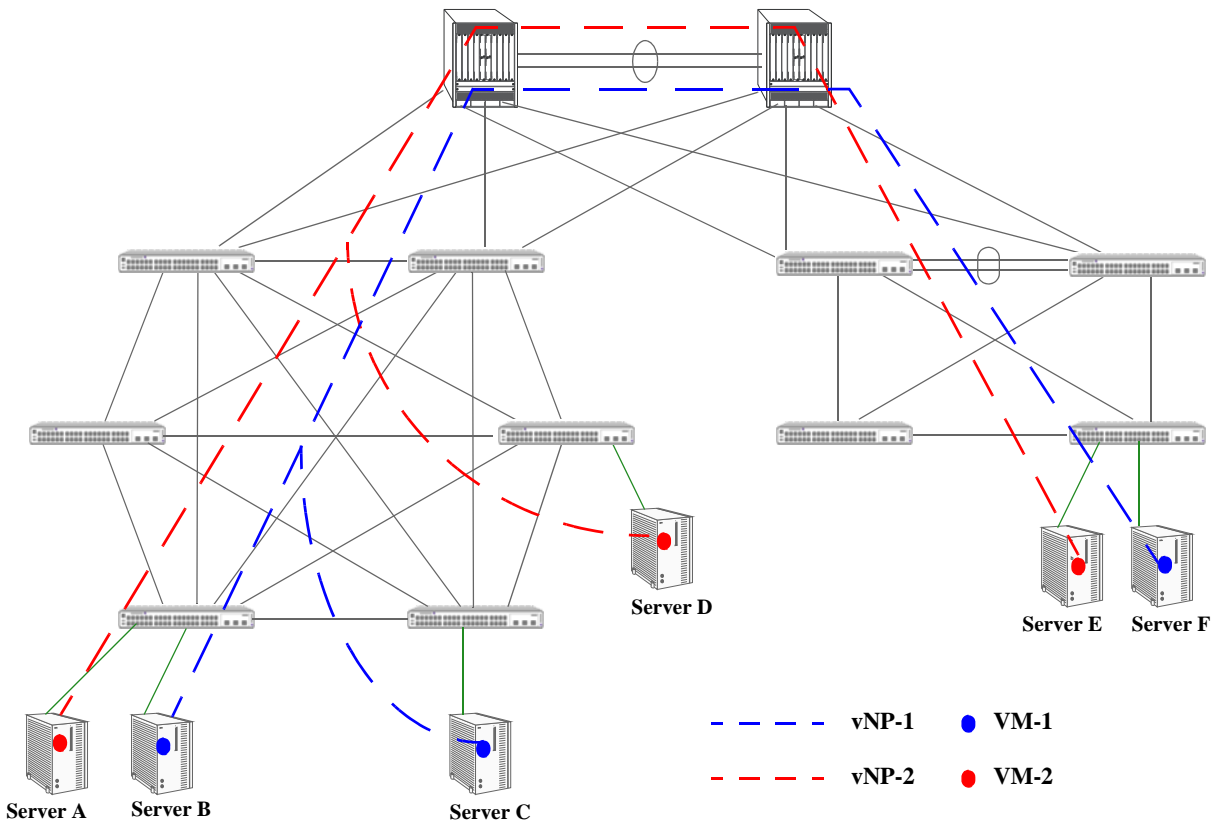 Server D
Server E
Server F
vNP-1
VM-1
vNP-2
VM-2
Server A
Server B
Server C